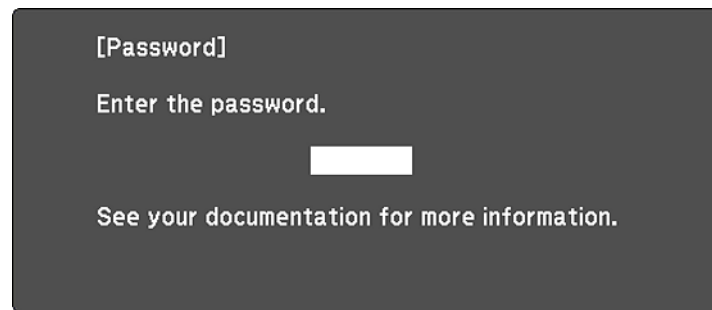 [Password]
Enter the password.
See your documentation for more information.